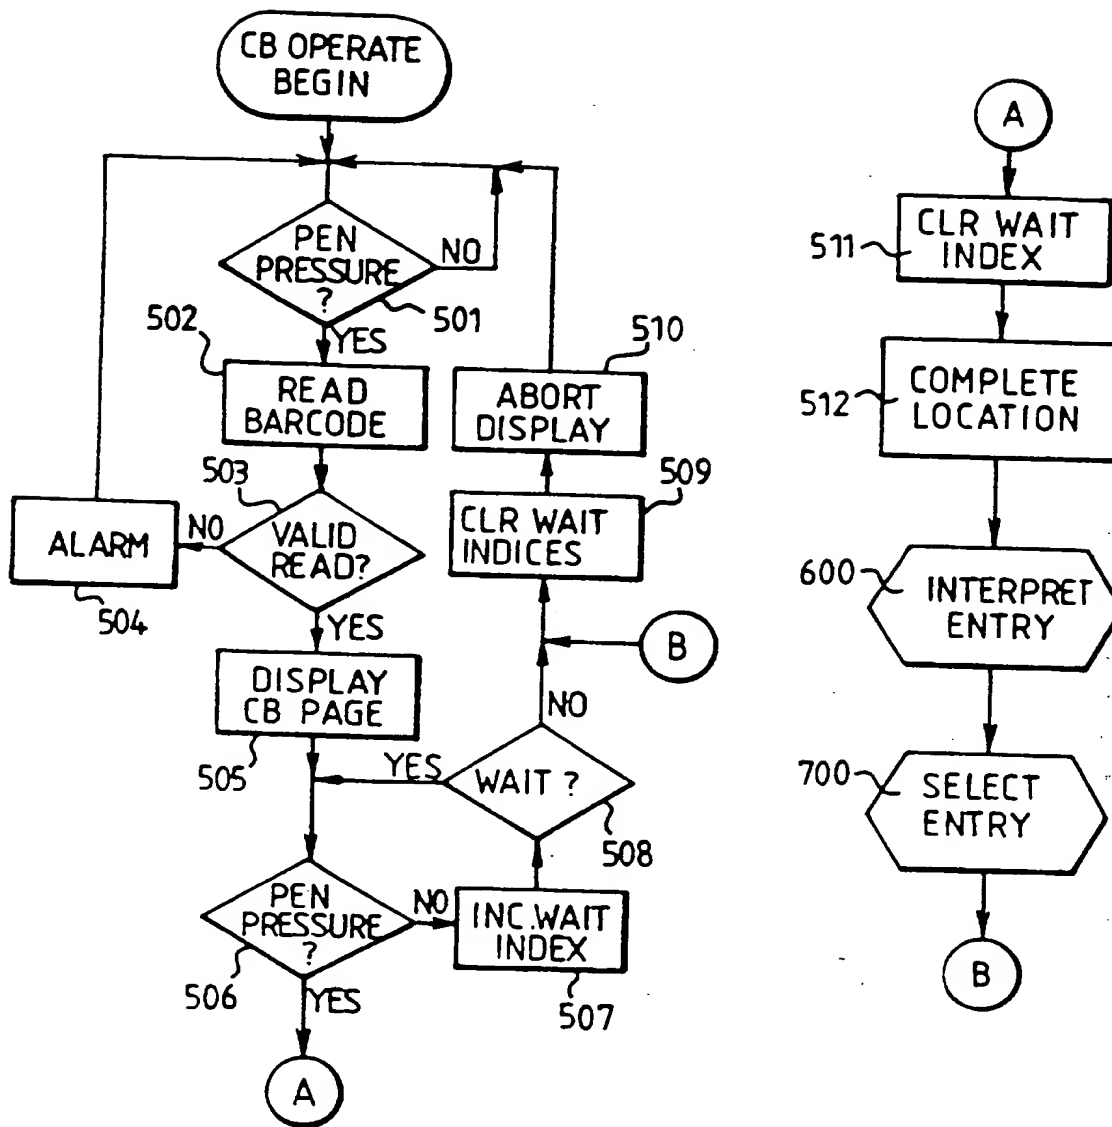 CB OPERATE
BEGIN
PEN
PRESSURE
?
NO
501
YES
502
READ
BARCODE
503
VALID
READ?
NO
ALARM
504
YES
DISPLAY
CB PAGE
505
PEN
PRESSURE
?
506
NO
YES
A
INC.WAIT
INDEX
507
WAIT ?
508
YES
NO
B
CLR WAIT
INDICES
509
ABORT
DISPLAY
510
A
CLR WAIT
INDEX
511
COMPLETE
LOCATION
512
INTERPRET
ENTRY
600
SELECT
ENTRY
700
B